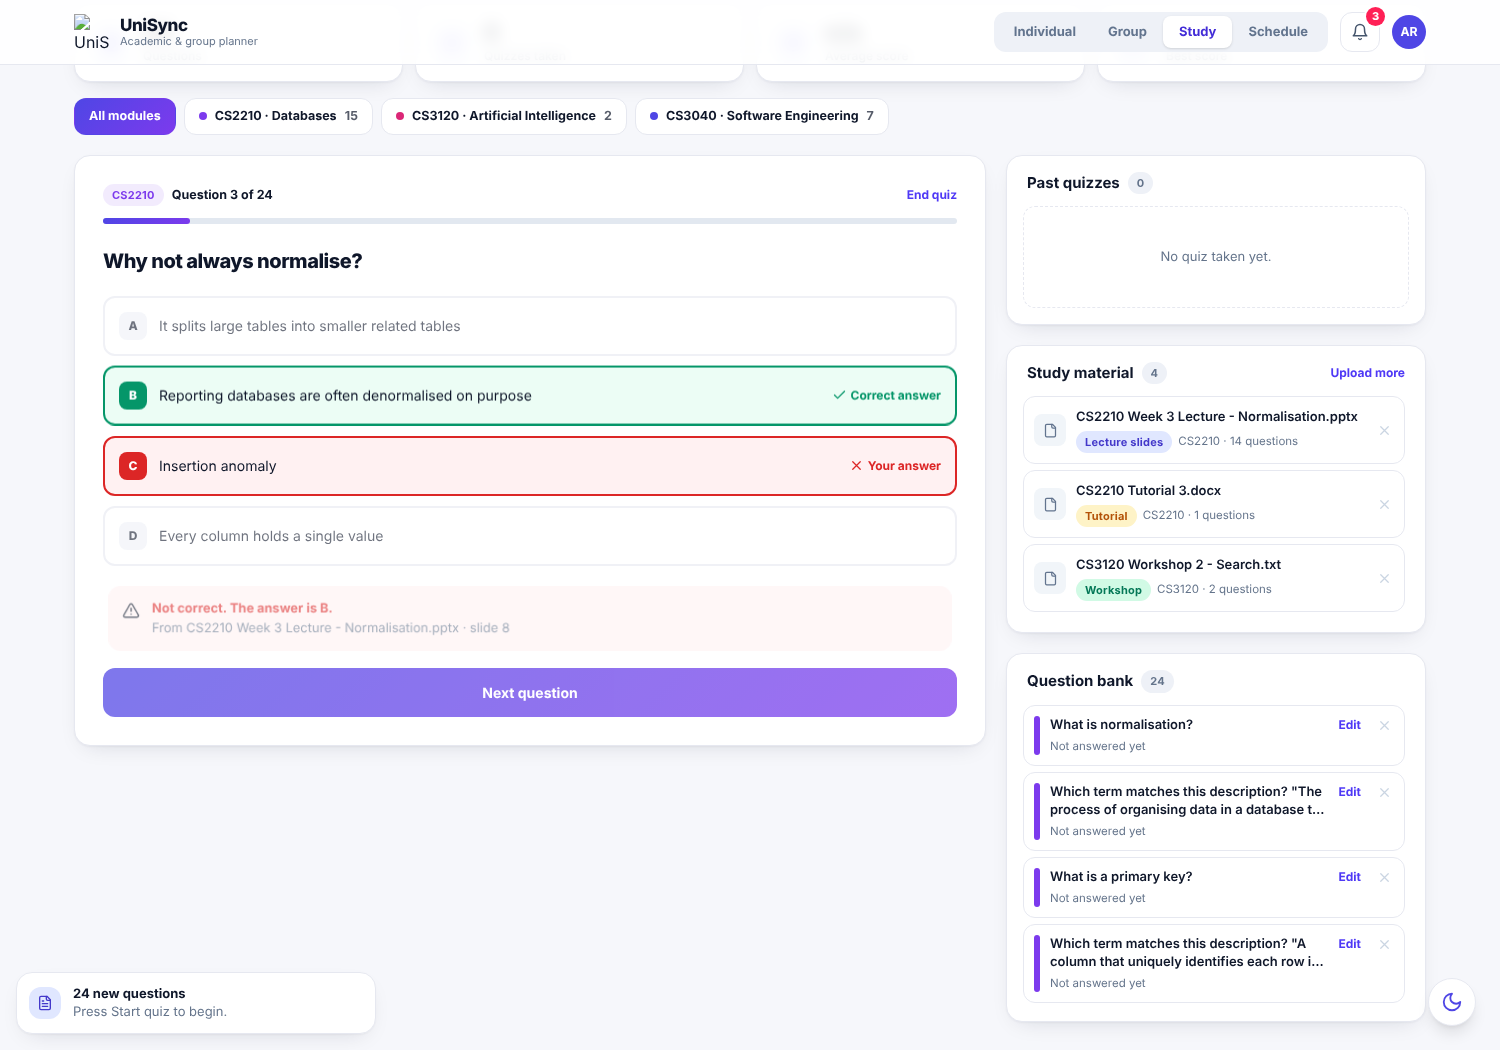 UniS
UniSync
Academic & group planner
Individual
Group
Study
Schedule
3
AR
All modules
CS2210 · Databases 15
CS3120 · Artificial Intelligence 2
CS3040 · Software Engineering 7
CS2210 Question 3 of 24
End quiz
Why not always normalise?
A It splits large tables into smaller related tables
B Reporting databases are often denormalised on purpose
Correct answer
C Insertion anomaly
Your answer
D Every column holds a single value
Not correct. The answer is B.
From CS2210 Week 3 Lecture - Normalisation.pptx · slide 8
Next question
Past quizzes 0
No quiz taken yet.
Study material 4
Upload more
CS2210 Week 3 Lecture - Normalisation.pptx
Lecture slides CS2210 · 14 questions
CS2210 Tutorial 3.docx
Tutorial CS2210 · 1 questions
CS3120 Workshop 2 - Search.txt
Workshop CS3120 · 2 questions
Question bank 24
What is normalisation?
Edit
Not answered yet
Which term matches this description? "The
Edit
process of organising data in a database t...
Not answered yet
What is a primary key?
Edit
Not answered yet
Which term matches this description? "A
Edit
column that uniquely identifies each row i...
Not answered yet
24 new questions
Press Start quiz to begin.